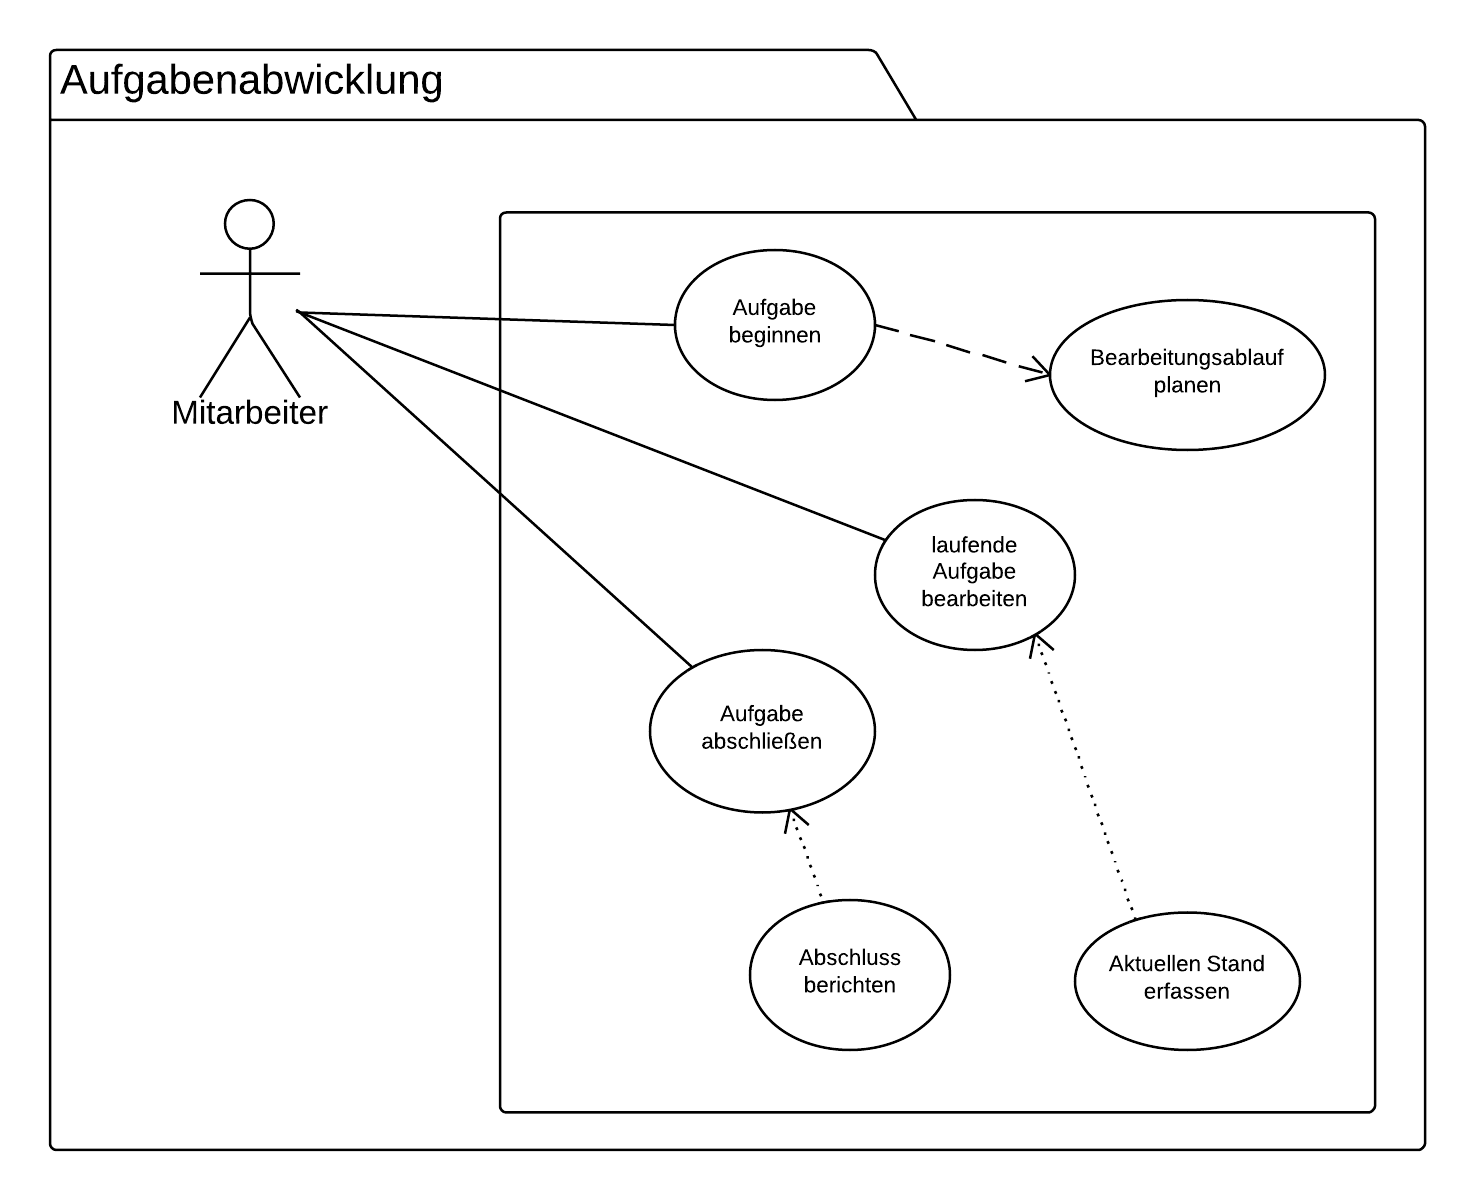 Aufgabenabwicklung
Mitarbeiter
Aufgabe
beginnen
Bearbeitungsablauf
planen
laufende
Aufgabe
bearbeiten
Aufgabe
abschließen
Abschluss
berichten
Aktuellen Stand
erfassen